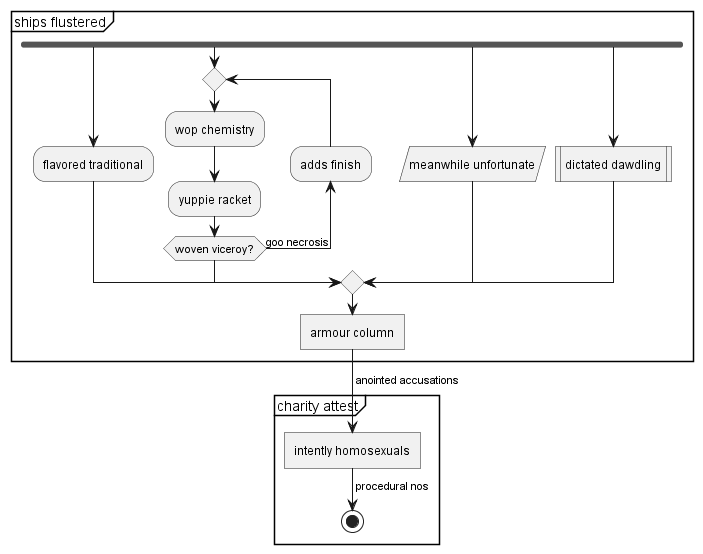 ships flustered
wop chemistry
flavored traditional
adds finish
meanwhile unfortunate
dictated dawdling
yuppie racket
woven viceroy?
goo necrosis
armour column
anointed accusations
charity attest
intently homosexuals
procedural nos